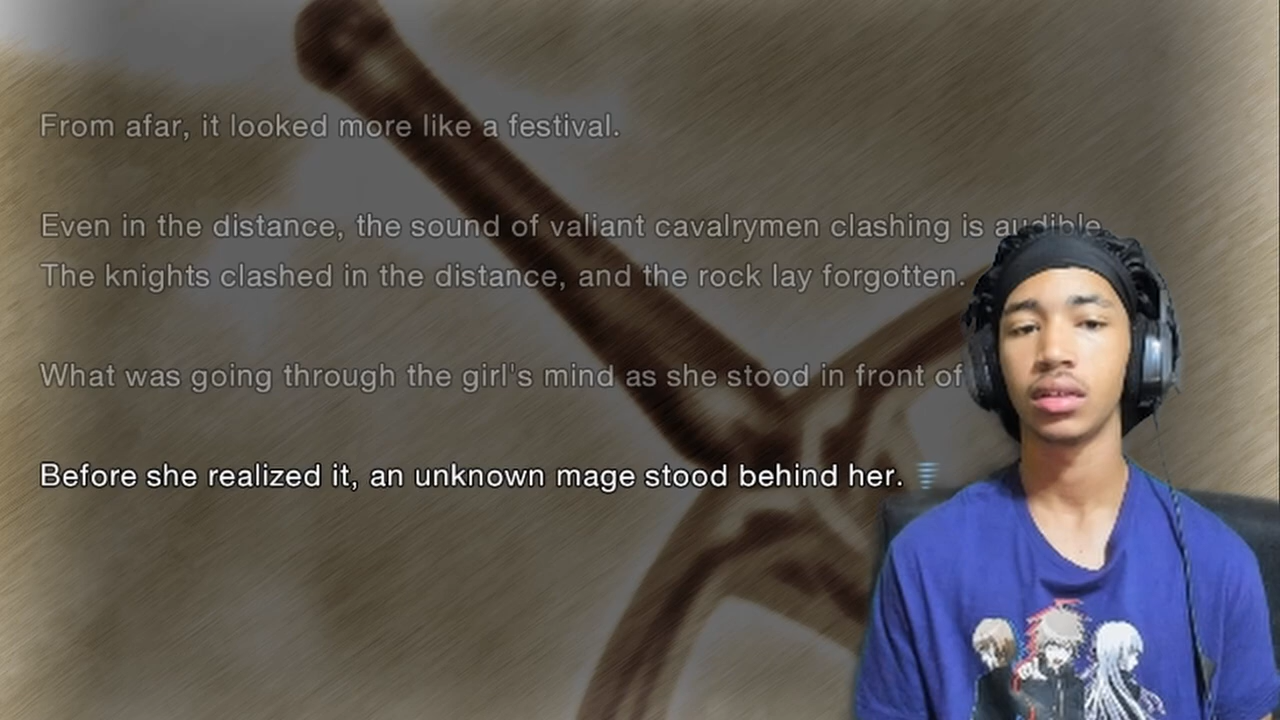 From afar, it looked more like a festival.
Even in the distance, the sound of valiant cavalrymen clashing is audible.
The knights clashed in the distance, and the rock lay forgotten.
What was going through the girl's mind as she stood in front of
Before she realized it, an unknown mage stood behind her.